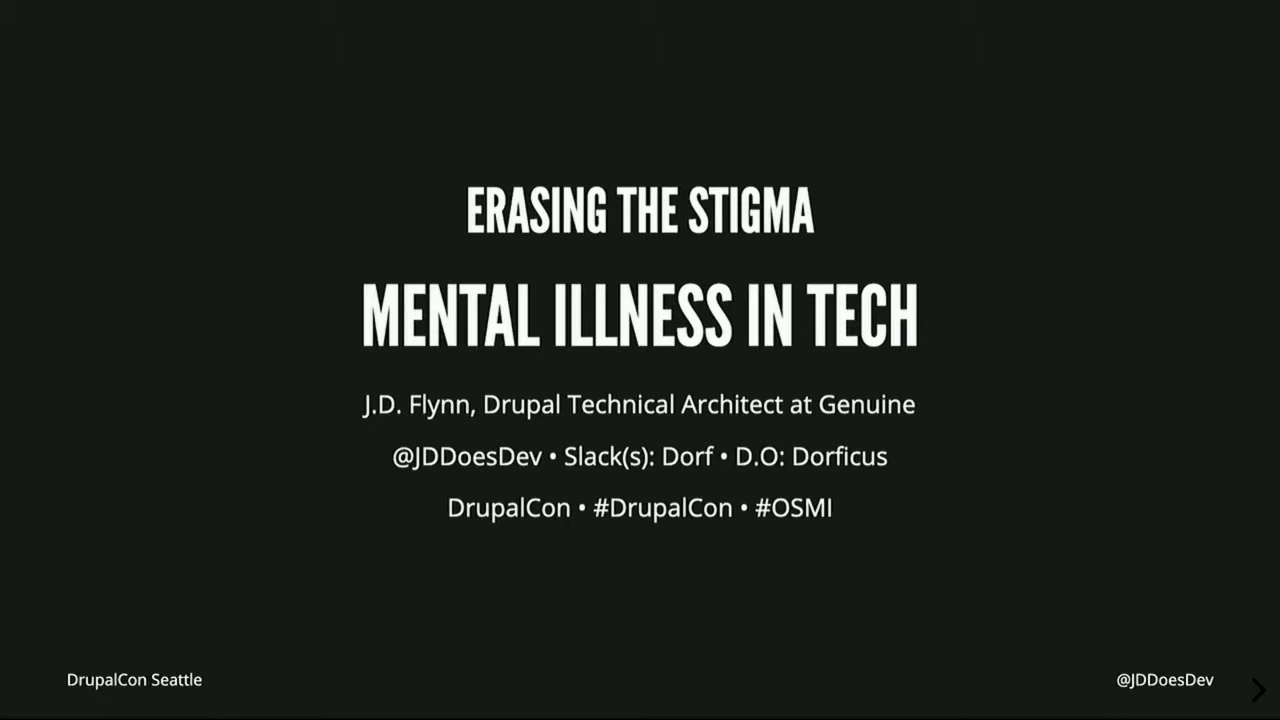 ERASING THE STIGMA
MENTAL ILLNESS IN TECH
J.D. Flynn, Drupal Technical Architect at Genuine
@JDDoesDev • Slack(s): Dorf • D.O: Dorficus
DrupalCon • #DrupalCon • #OSMI
DrupalCon Seattle
@JDDoesDev